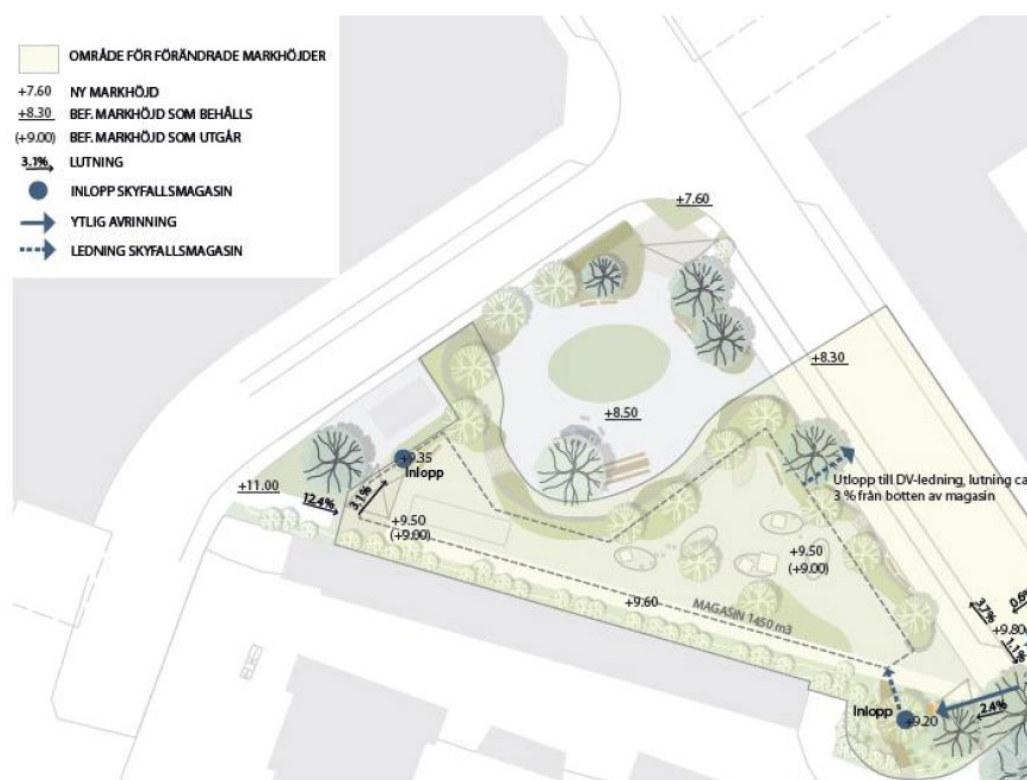 OMRÅDE FÖR FÖRÄNDRADE MARKHÖJDER
+7.60 NY MARKHÖJD
+8.30 BEF. MARKHÖJD SOM BEHÅLLS
(+9.00) BEF. MARKHÖJD SOM UTGÅR
3.1% LUTNING
INLOPP SKYFALLSMAGASIN
YTLIG AVRINNING
LEDNING SKYFALLSMAGASIN
+7.60
+8.30
+8.50
+9.35
Inlopp
+11.00
12.4%
3.1%
Utlopp till DV-ledning, lutning ca
3 % från botten av magasin
+9.50
(+9.00)
+9.50
(+9.00)
+9.60
MAGASIN 1450 m3
3.7%
0.6%
+9.80
1.1%
Inlopp
+9.20
2.4%